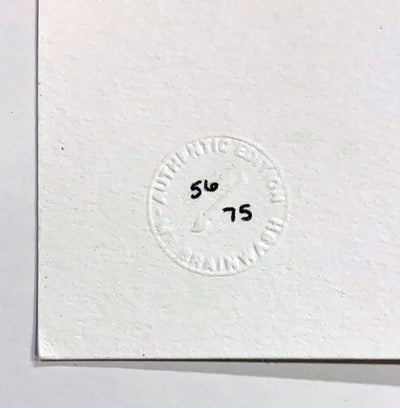 AUTHENTIC EDITION
56
75
MR. BRAINWASH